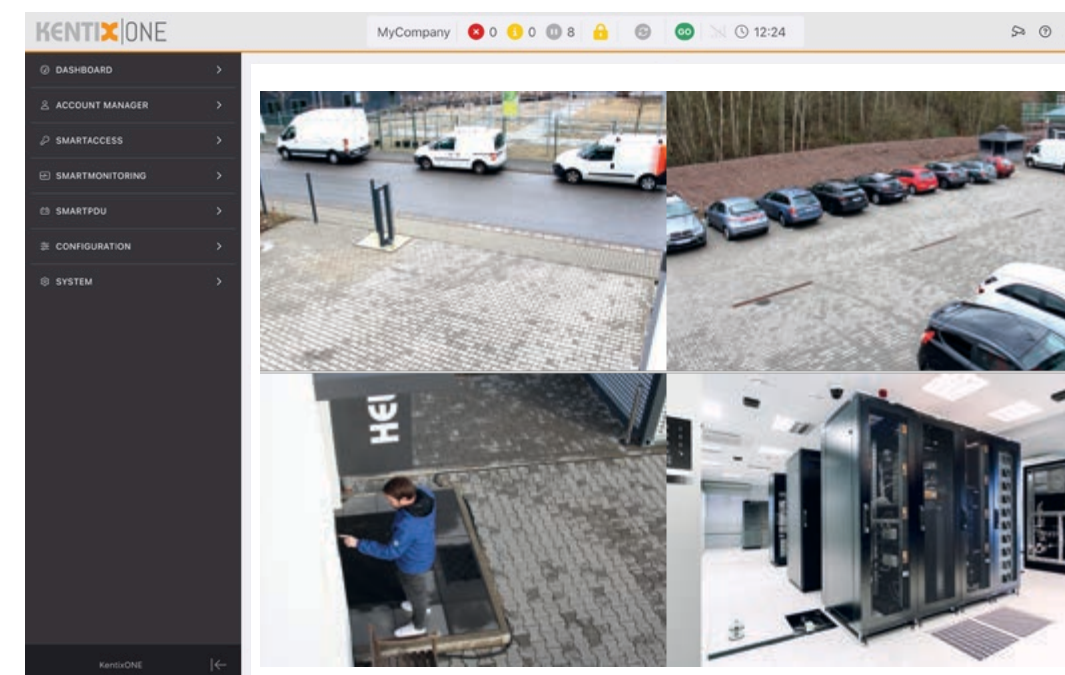 KENTIX ONE
MyCompany 0 0 8 GO 12:24
DASHBOARD
ACCOUNT MANAGER
SMARTACCESS
SMARTMONITORING
SMARTPDU
CONFIGURATION
SYSTEM
HEI
KentixONE